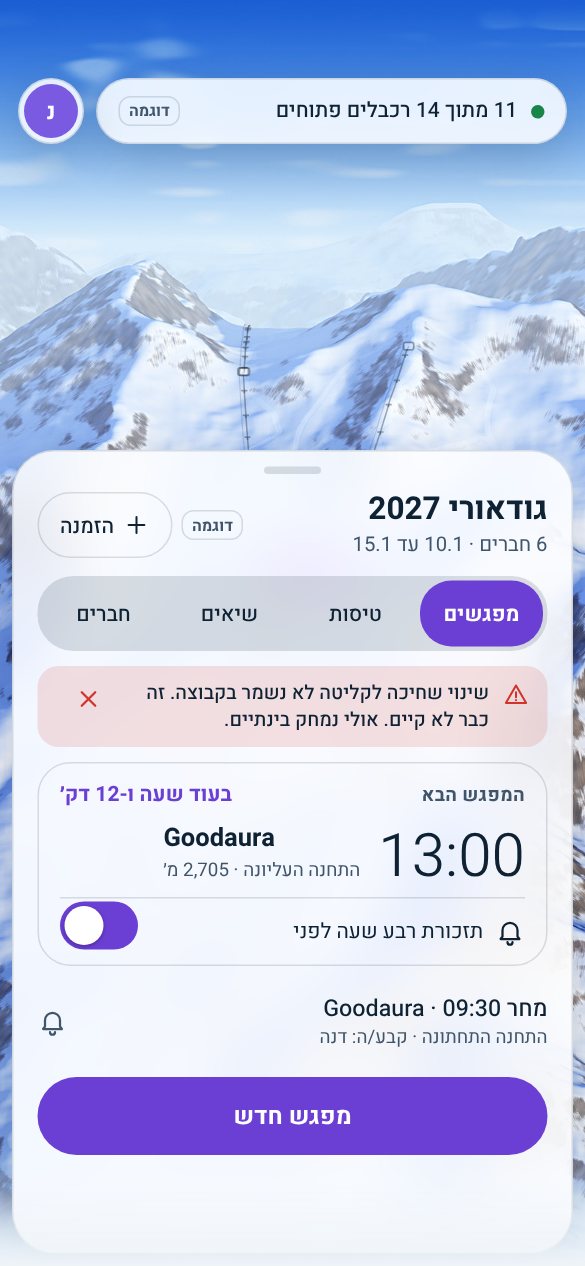 11 מתוך 14 רכבלים פתוחים
דוגמה
נ
גודאורי 2027
6 חברים · 10.1 עד 15.1
דוגמה
הזמנה
מפגשים
טיסות
שיאים
חברים
שינוי שחיכה לקליטה לא נשמר בקבוצה. זה
כבר לא קיים. אולי נמחק בינתיים.
המפגש הבא
בעוד שעה ו-12 דק׳
13:00
Goodaura
התחנה העליונה · 2,705 מ׳
תזכורת רבע שעה לפני
מחר 09:30 · Goodaura
התחנה התחתונה · קבע/ה: דנה
מפגש חדש